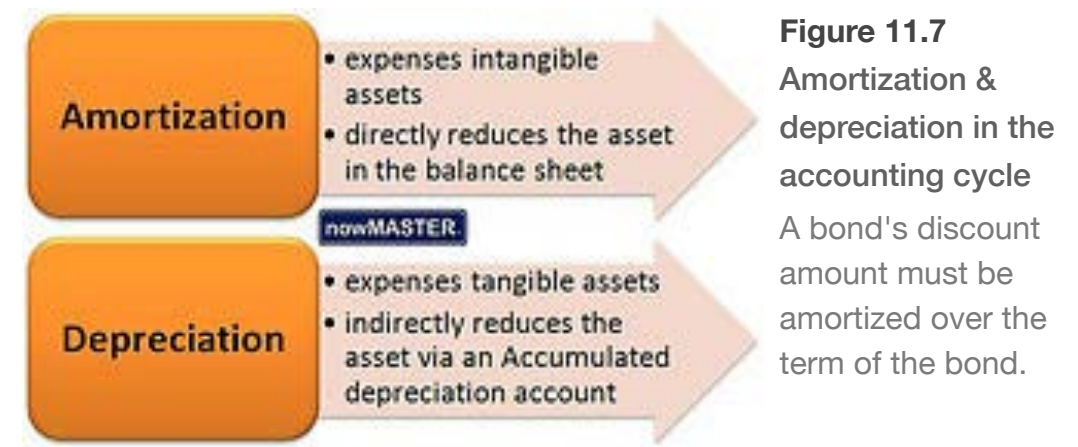 Amortization
• expenses intangible
assets
• directly reduces the asset
in the balance sheet
nowMASTER.
Depreciation
• expenses tangible assets
• indirectly reduces the
asset via an Accumulated
depreciation account
Figure 11.7
Amortization &
depreciation in the
accounting cycle
A bond's discount
amount must be
amortized over the
term of the bond.